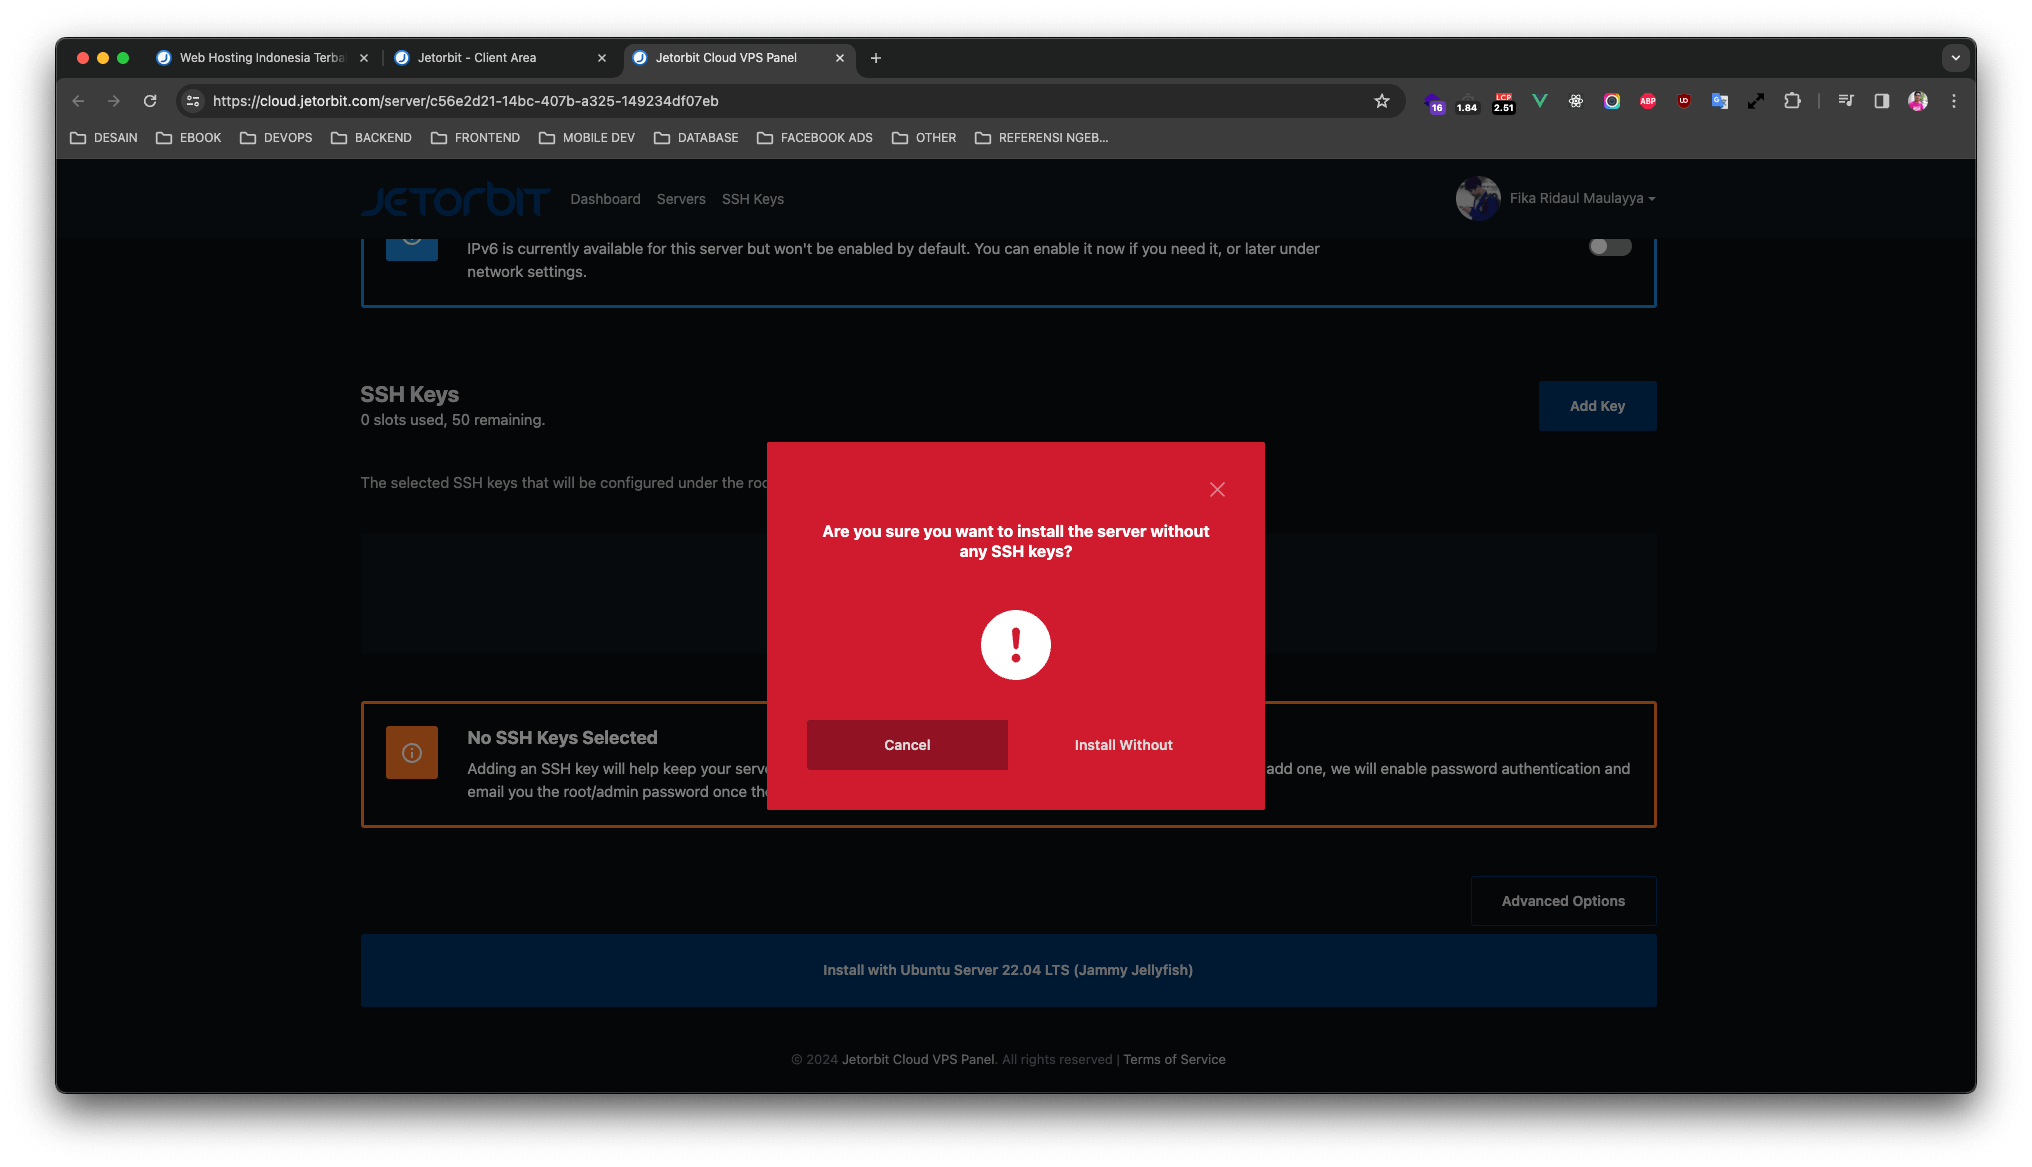 Web Hosting Indonesia Terba
Jetorbit - Client Area
Jetorbit Cloud VPS Panel
https://cloud.jetorbit.com/server/c56e2d21-14bc-407b-a325-149234df07eb
16
1.84
LCP
2.51
ABP
DESAIN
EBOOK
DEVOPS
BACKEND
FRONTEND
MOBILE DEV
DATABASE
FACEBOOK ADS
OTHER
REFERENSI NGEB...
JETORBIT
Dashboard
Servers
SSH Keys
Fika Ridaul Maulayya
IPv6 is currently available for this server but won't be enabled by default. You can enable it now if you need it, or later under
network settings.
SSH Keys
0 slots used, 50 remaining.
Add Key
The selected SSH keys that will be configured under the roo
Are you sure you want to install the server without
any SSH keys?
Cancel
Install Without
No SSH Keys Selected
Adding an SSH key will help keep your serve
add one, we will enable password authentication and
email you the root/admin password once the
Advanced Options
Install with Ubuntu Server 22.04 LTS (Jammy Jellyfish)
© 2024 Jetorbit Cloud VPS Panel. All rights reserved | Terms of Service